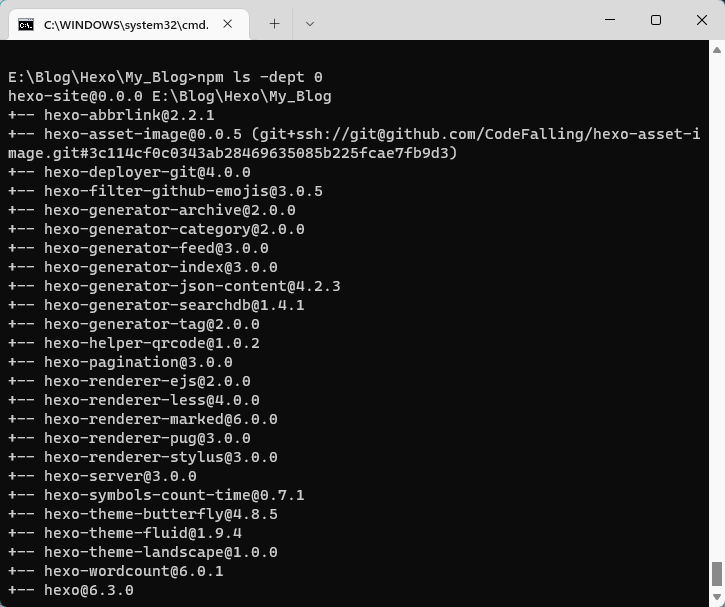 C:\WINDOWS\system32\cmd.
E:\Blog\Hexo\My_Blog>npm ls -dept 0
hexo-site@0.0.0 E:\Blog\Hexo\My_Blog
+-- hexo-abbrlink@2.2.1
+-- hexo-asset-image@0.0.5 (git+ssh://git@github.com/CodeFalling/hexo-asset-i
mage.git#3c114cf0c0343ab28469635085b225fcae7fb9d3)
+-- hexo-deployer-git@4.0.0
+-- hexo-filter-github-emojis@3.0.5
+-- hexo-generator-archive@2.0.0
+-- hexo-generator-category@2.0.0
+-- hexo-generator-feed@3.0.0
+-- hexo-generator-index@3.0.0
+-- hexo-generator-json-content@4.2.3
+-- hexo-generator-searchdb@1.4.1
+-- hexo-generator-tag@2.0.0
+-- hexo-helper-qrcode@1.0.2
+-- hexo-pagination@3.0.0
+-- hexo-renderer-ejs@2.0.0
+-- hexo-renderer-less@4.0.0
+-- hexo-renderer-marked@6.0.0
+-- hexo-renderer-pug@3.0.0
+-- hexo-renderer-stylus@3.0.0
+-- hexo-server@3.0.0
+-- hexo-symbols-count-time@0.7.1
+-- hexo-theme-butterfly@4.8.5
+-- hexo-theme-fluid@1.9.4
+-- hexo-theme-landscape@1.0.0
+-- hexo-wordcount@6.0.1
+-- hexo@6.3.0